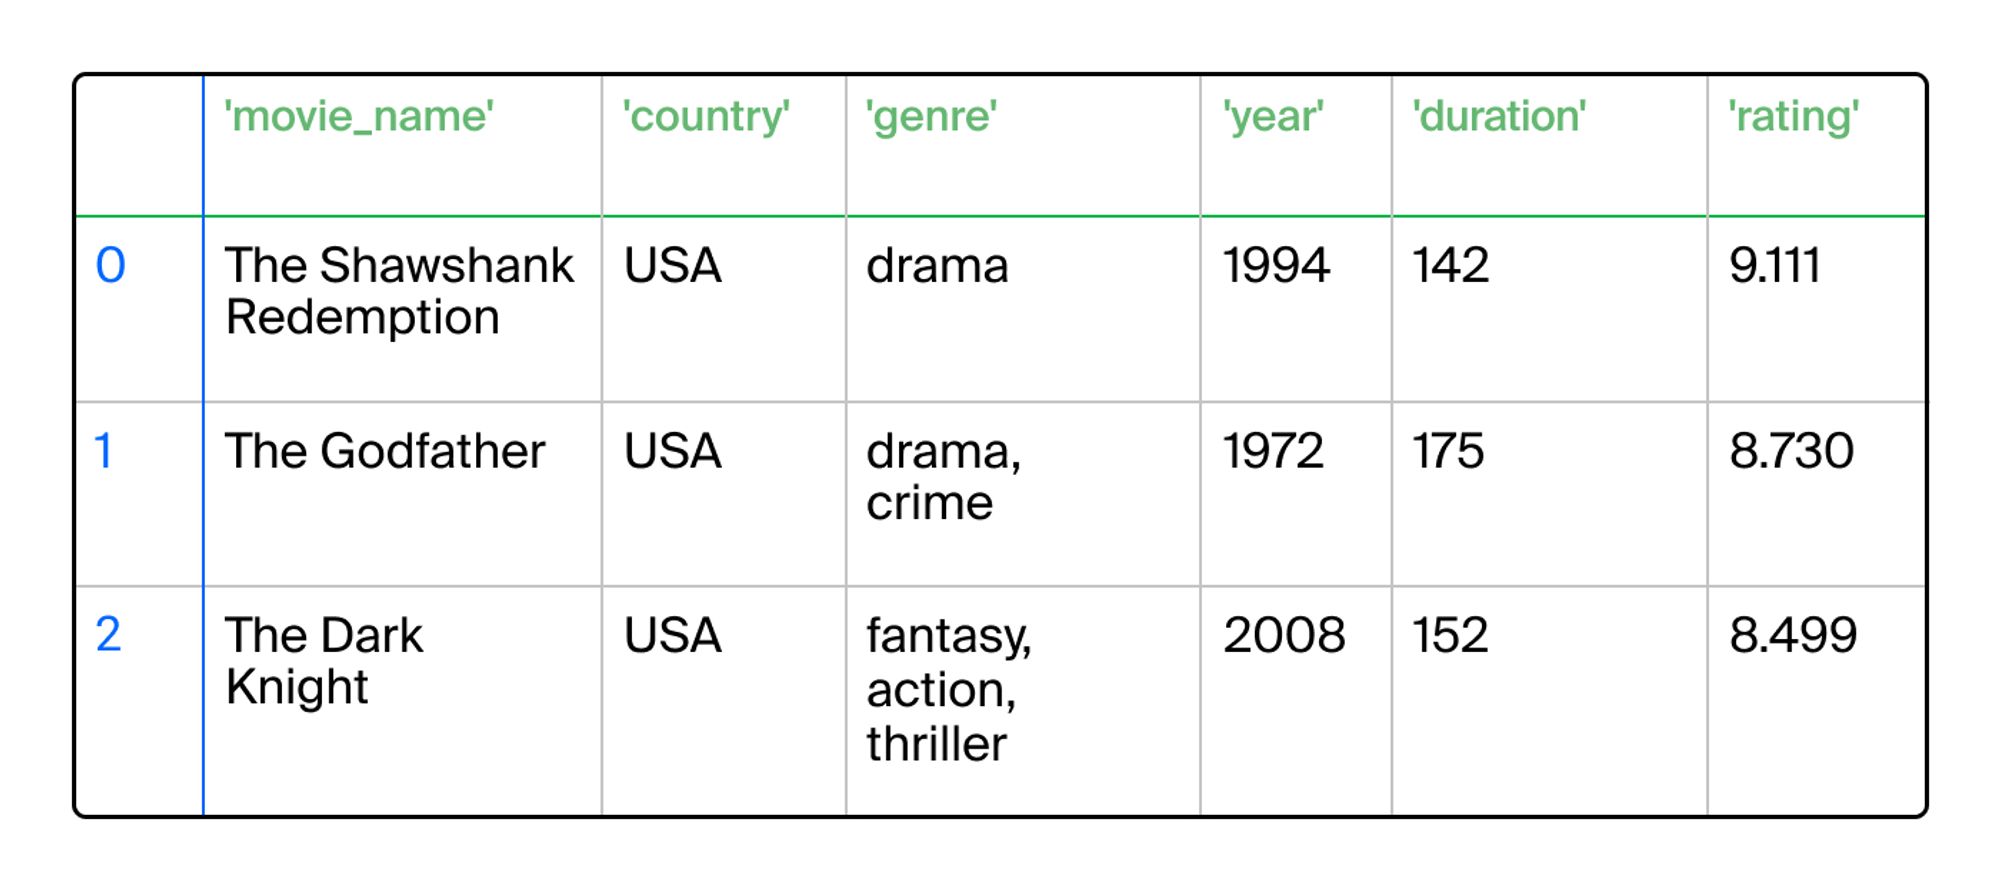 'movie_name' 'country' 'genre' 'year' 'duration' 'rating'
0 The Shawshank USA drama 1994 142 9.111
Redemption
1 The Godfather USA drama, 1972 175 8.730
crime
2 The Dark USA fantasy, 2008 152 8.499
Knight action,
thriller